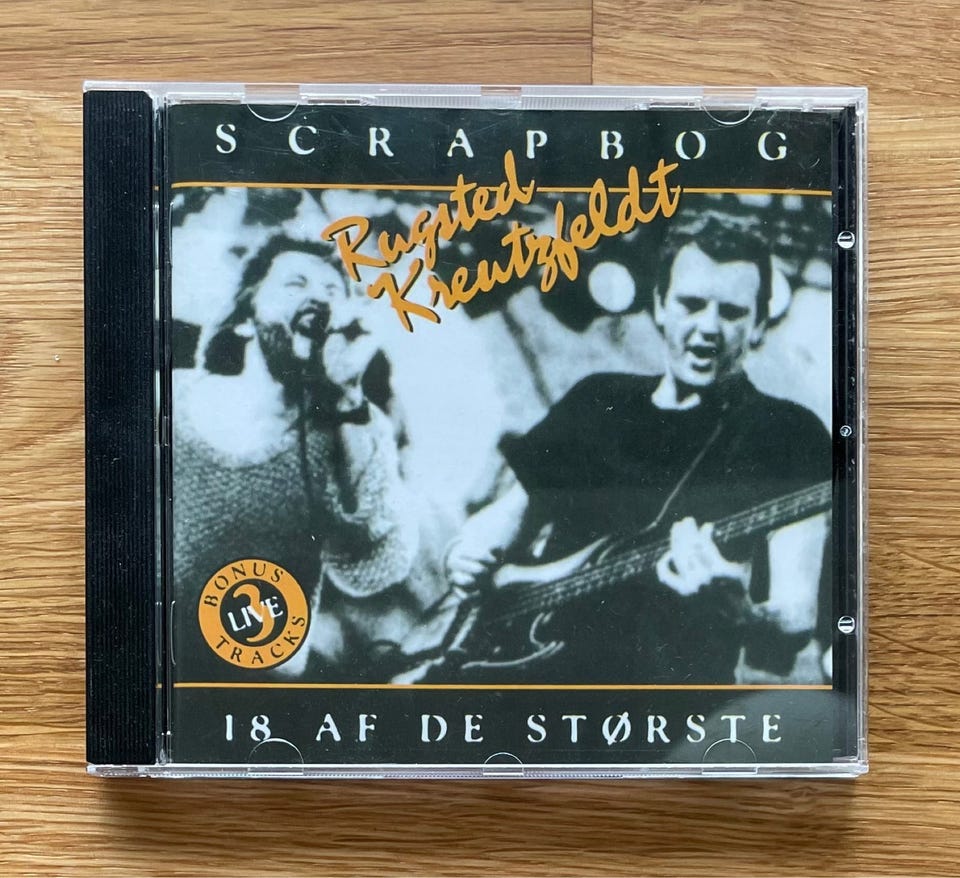 SCRAPBOG
Rugsted
Kreutzfeldt
BONUS
3
LIVE
TRACKS
18 AF DE STØRSTE